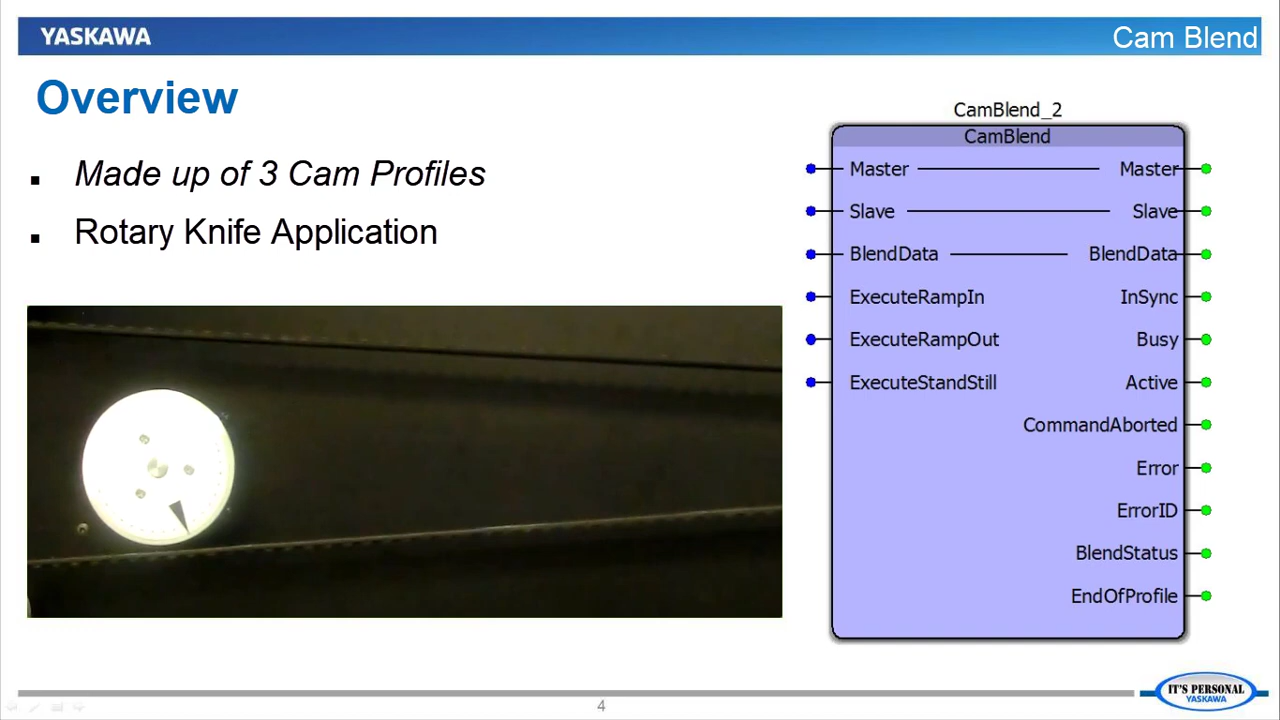 YASKAWA
Cam Blend
Overview
Made up of 3 Cam Profiles
Rotary Knife Application
CamBlend_2
CamBlend
Master Master
Slave Slave
BlendData BlendData
ExecuteRampIn InSync
ExecuteRampOut Busy
ExecuteStandStill Active
CommandAborted
Error
ErrorID
BlendStatus
EndOfProfile
4
IT'S PERSONAL
YASKAWA